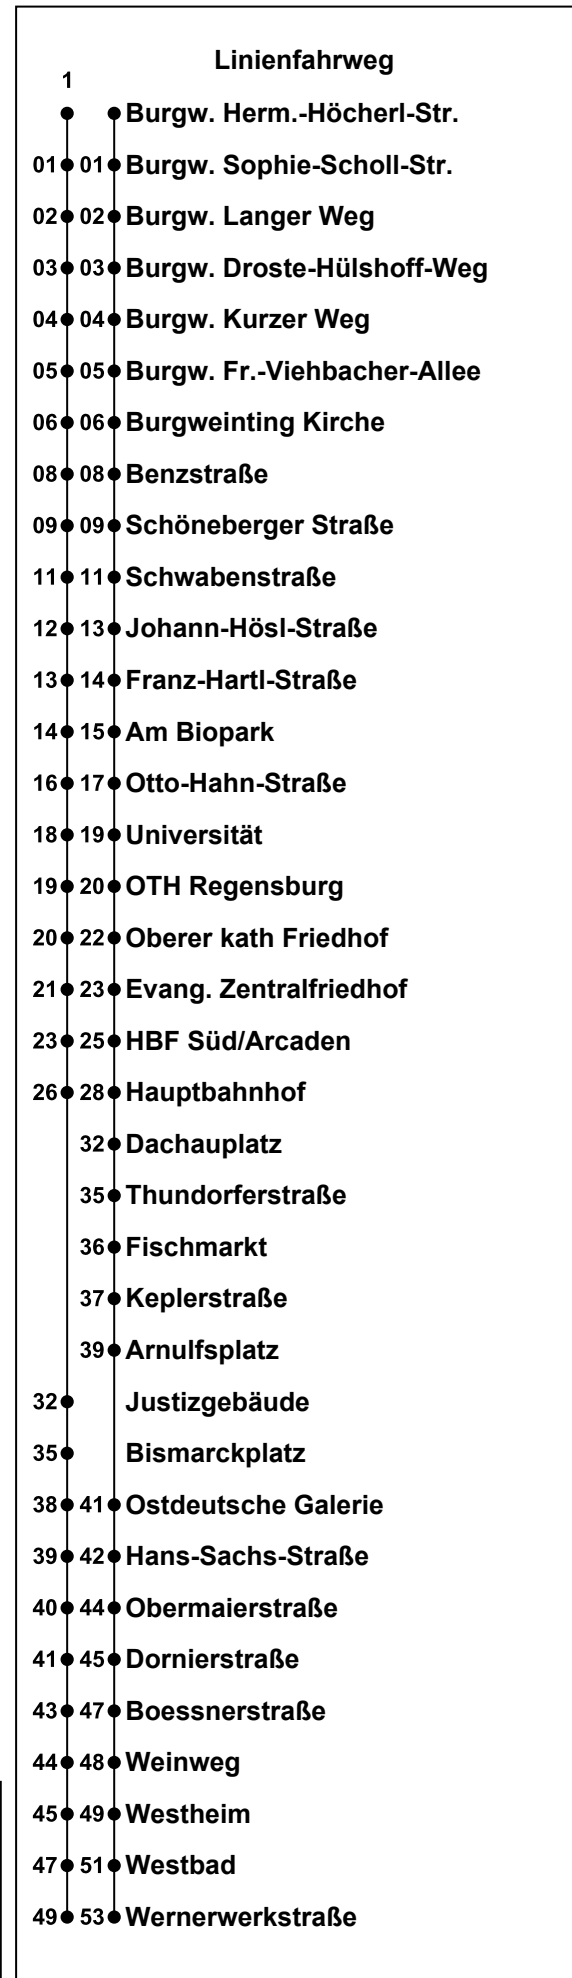 Linienfahrweg
1
Burgw. Herm.-Höcherl-Str.
01 01 Burgw. Sophie-Scholl-Str.
02 02 Burgw. Langer Weg
03 03 Burgw. Droste-Hülshoff-Weg
04 04 Burgw. Kurzer Weg
05 05 Burgw. Fr.-Viehbacher-Allee
06 06 Burgweinting Kirche
08 08 Benzstraße
09 09 Schöneberger Straße
11 11 Schwabenstraße
12 13 Johann-Hösl-Straße
13 14 Franz-Hartl-Straße
14 15 Am Biopark
16 17 Otto-Hahn-Straße
18 19 Universität
19 20 OTH Regensburg
20 22 Oberer kath Friedhof
21 23 Evang. Zentralfriedhof
23 25 HBF Süd/Arcaden
26 28 Hauptbahnhof
32 Dachauplatz
35 Thundorferstraße
36 Fischmarkt
37 Keplerstraße
39 Arnulfsplatz
32 Justizgebäude
35 Bismarckplatz
38 41 Ostdeutsche Galerie
39 42 Hans-Sachs-Straße
40 44 Obermaierstraße
41 45 Dornierstraße
43 47 Boessnerstraße
44 48 Weinweg
45 49 Westheim
47 51 Westbad
49 53 Wernerwerkstraße